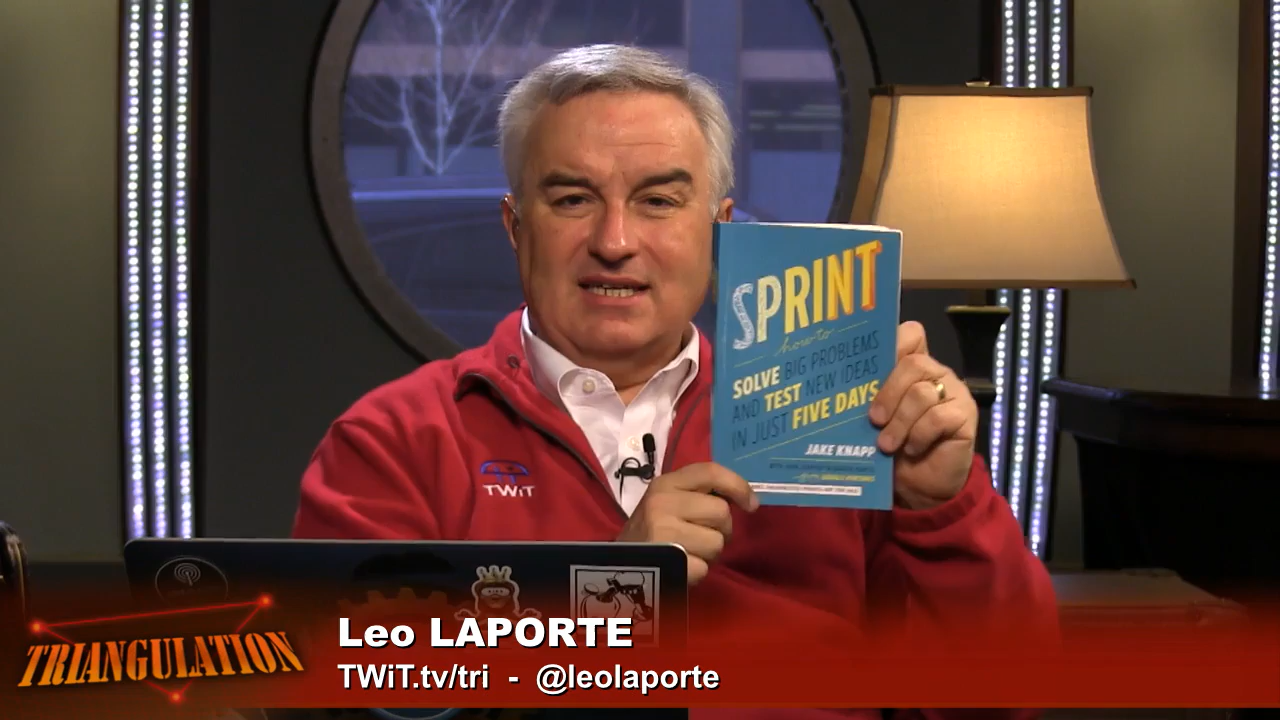 SPRINT
how to
SOLVE BIG PROBLEMS
AND TEST NEW IDEAS
IN JUST FIVE DAYS
JAKE KNAPP
TWiT
TRIANGULATION
Leo LAPORTE
TWiT.tv/tri - @leolaporte